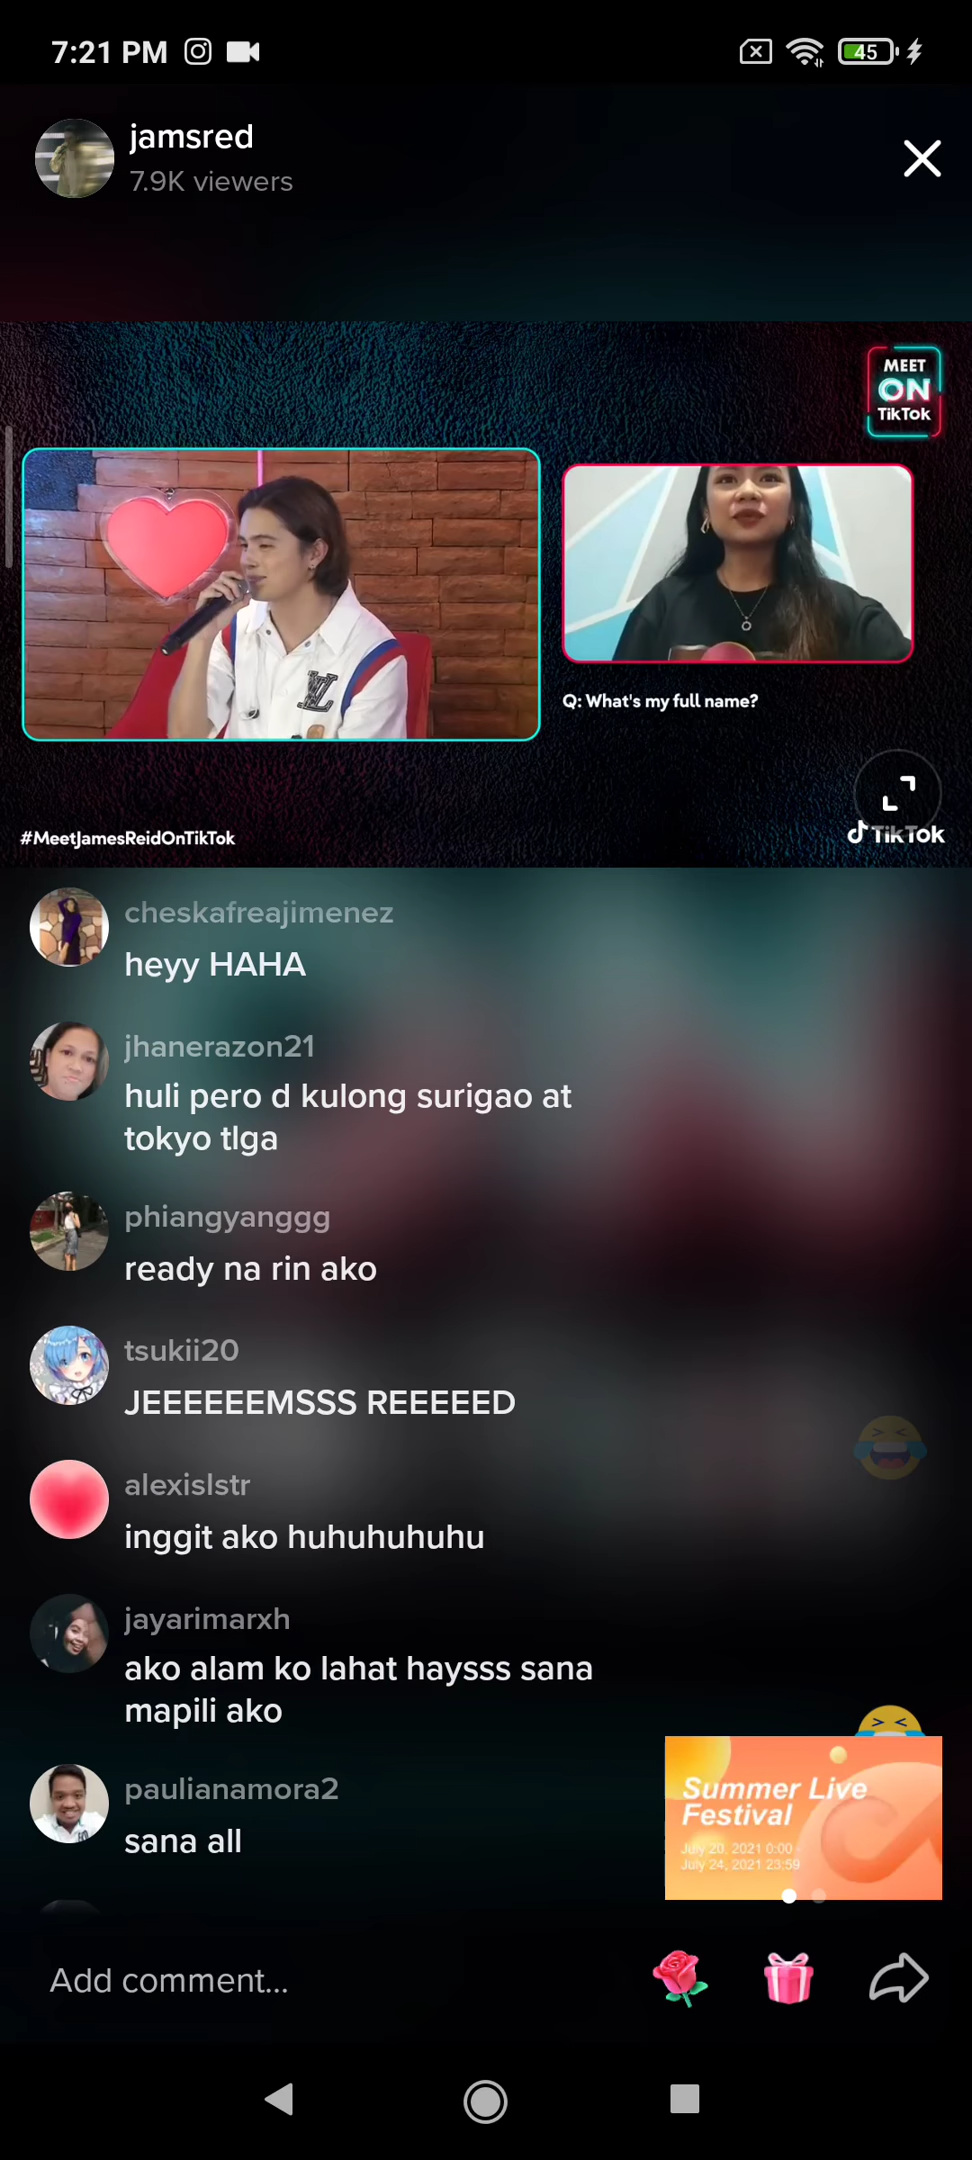 7:21 PM
45
jamsred
7.9K viewers
MEET
ON
TikTok
LV
Q: What's my full name?
#MeetJamesReidOnTikTok
TikTok
cheskafreajimenez
heyy HAHA
jhanerazon21
huli pero d kulong surigao at
tokyo tlga
phiangyanggg
ready na rin ako
tsukii20
JEEEEEEMSSS REEEEED
alexislstr
inggit ako huhuhuhuhu
jayarimarxh
ako alam ko lahat haysss sana
mapili ako
paulianamora2
sana all
Summer Live
Festival
July 20, 2021 0:00
July 24, 2021 23:59
Add comment...